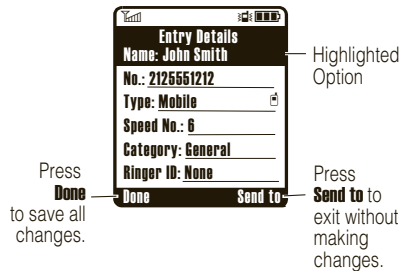 Entry Details
Name: John Smith
No.: 2125551212
Type: Mobile
Speed No.: 6
Category: General
Ringer ID: None
Done Send to
Highlighted
Option
Press
Done
to save all
changes.
Press
Send to to
exit without
making
changes.